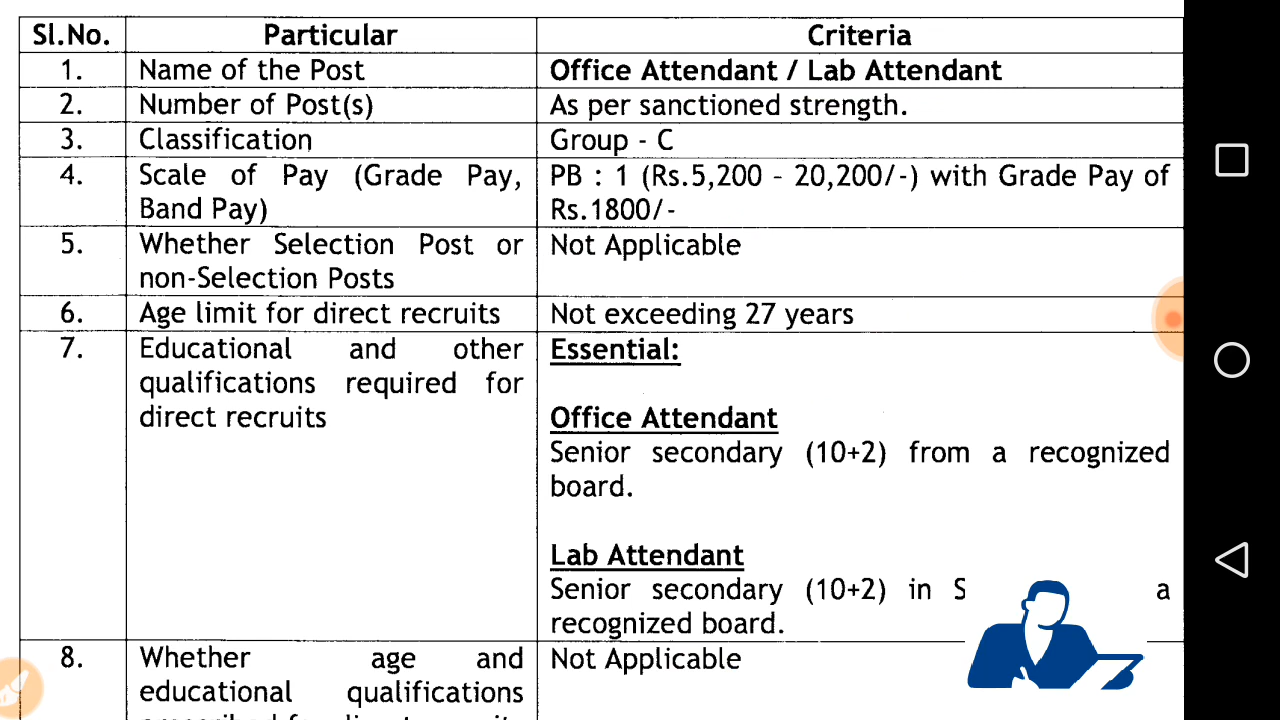 Sl.No. Particular Criteria
1. Name of the Post Office Attendant / Lab Attendant
2. Number of Post(s) As per sanctioned strength.
3. Classification Group - C
4. Scale of Pay (Grade Pay, PB : 1 (Rs.5,200 - 20,200/-) with Grade Pay of
Band Pay) Rs.1800/-
5. Whether Selection Post or Not Applicable
non-Selection Posts
6. Age limit for direct recruits Not exceeding 27 years
7. Educational and other Essential:
qualifications required for
direct recruits Office Attendant
Senior secondary (10+2) from a recognized
board.
Lab Attendant
Senior secondary (10+2) in S a
recognized board.
8. Whether age and Not Applicable
educational qualifications